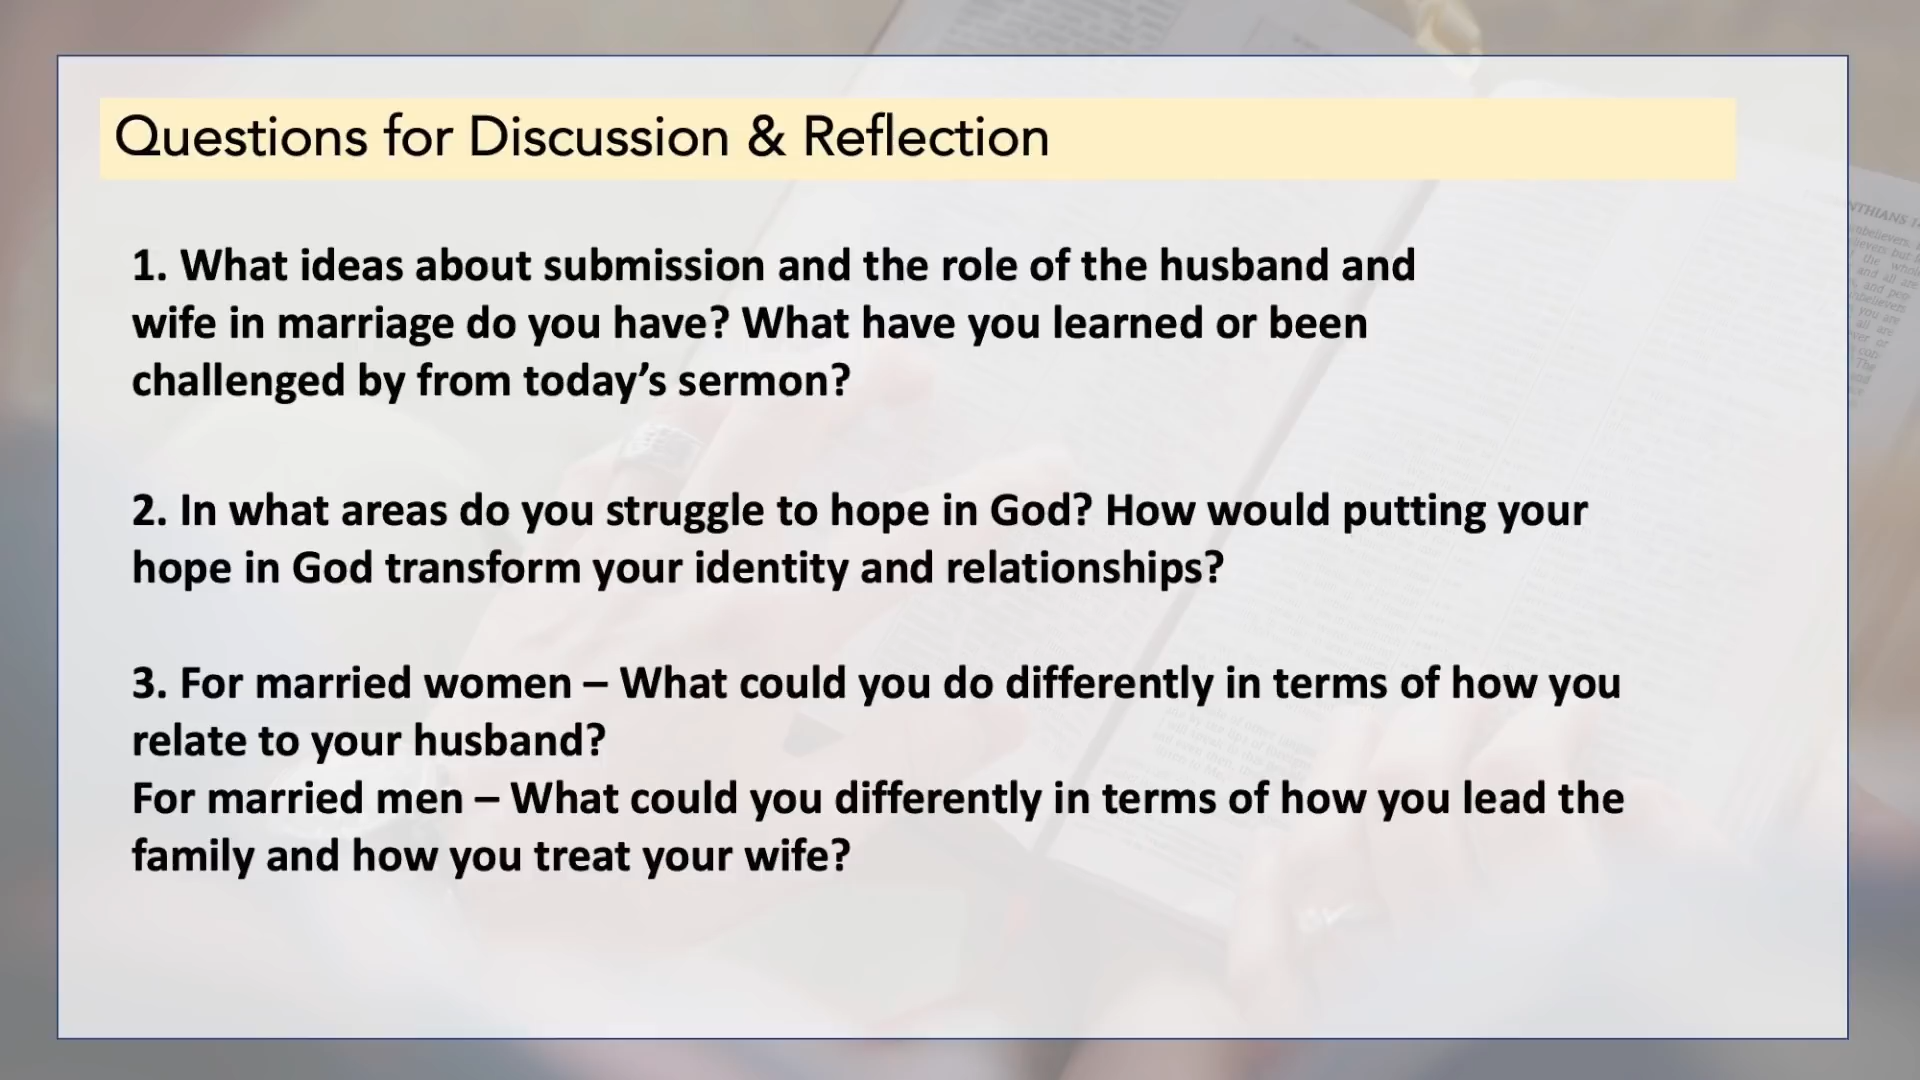 Questions for Discussion & Reflection
1. What ideas about submission and the role of the husband and
wife in marriage do you have? What have you learned or been
challenged by from today’s sermon?
2. In what areas do you struggle to hope in God? How would putting your
hope in God transform your identity and relationships?
3. For married women – What could you do differently in terms of how you
relate to your husband?
For married men – What could you differently in terms of how you lead the
family and how you treat your wife?